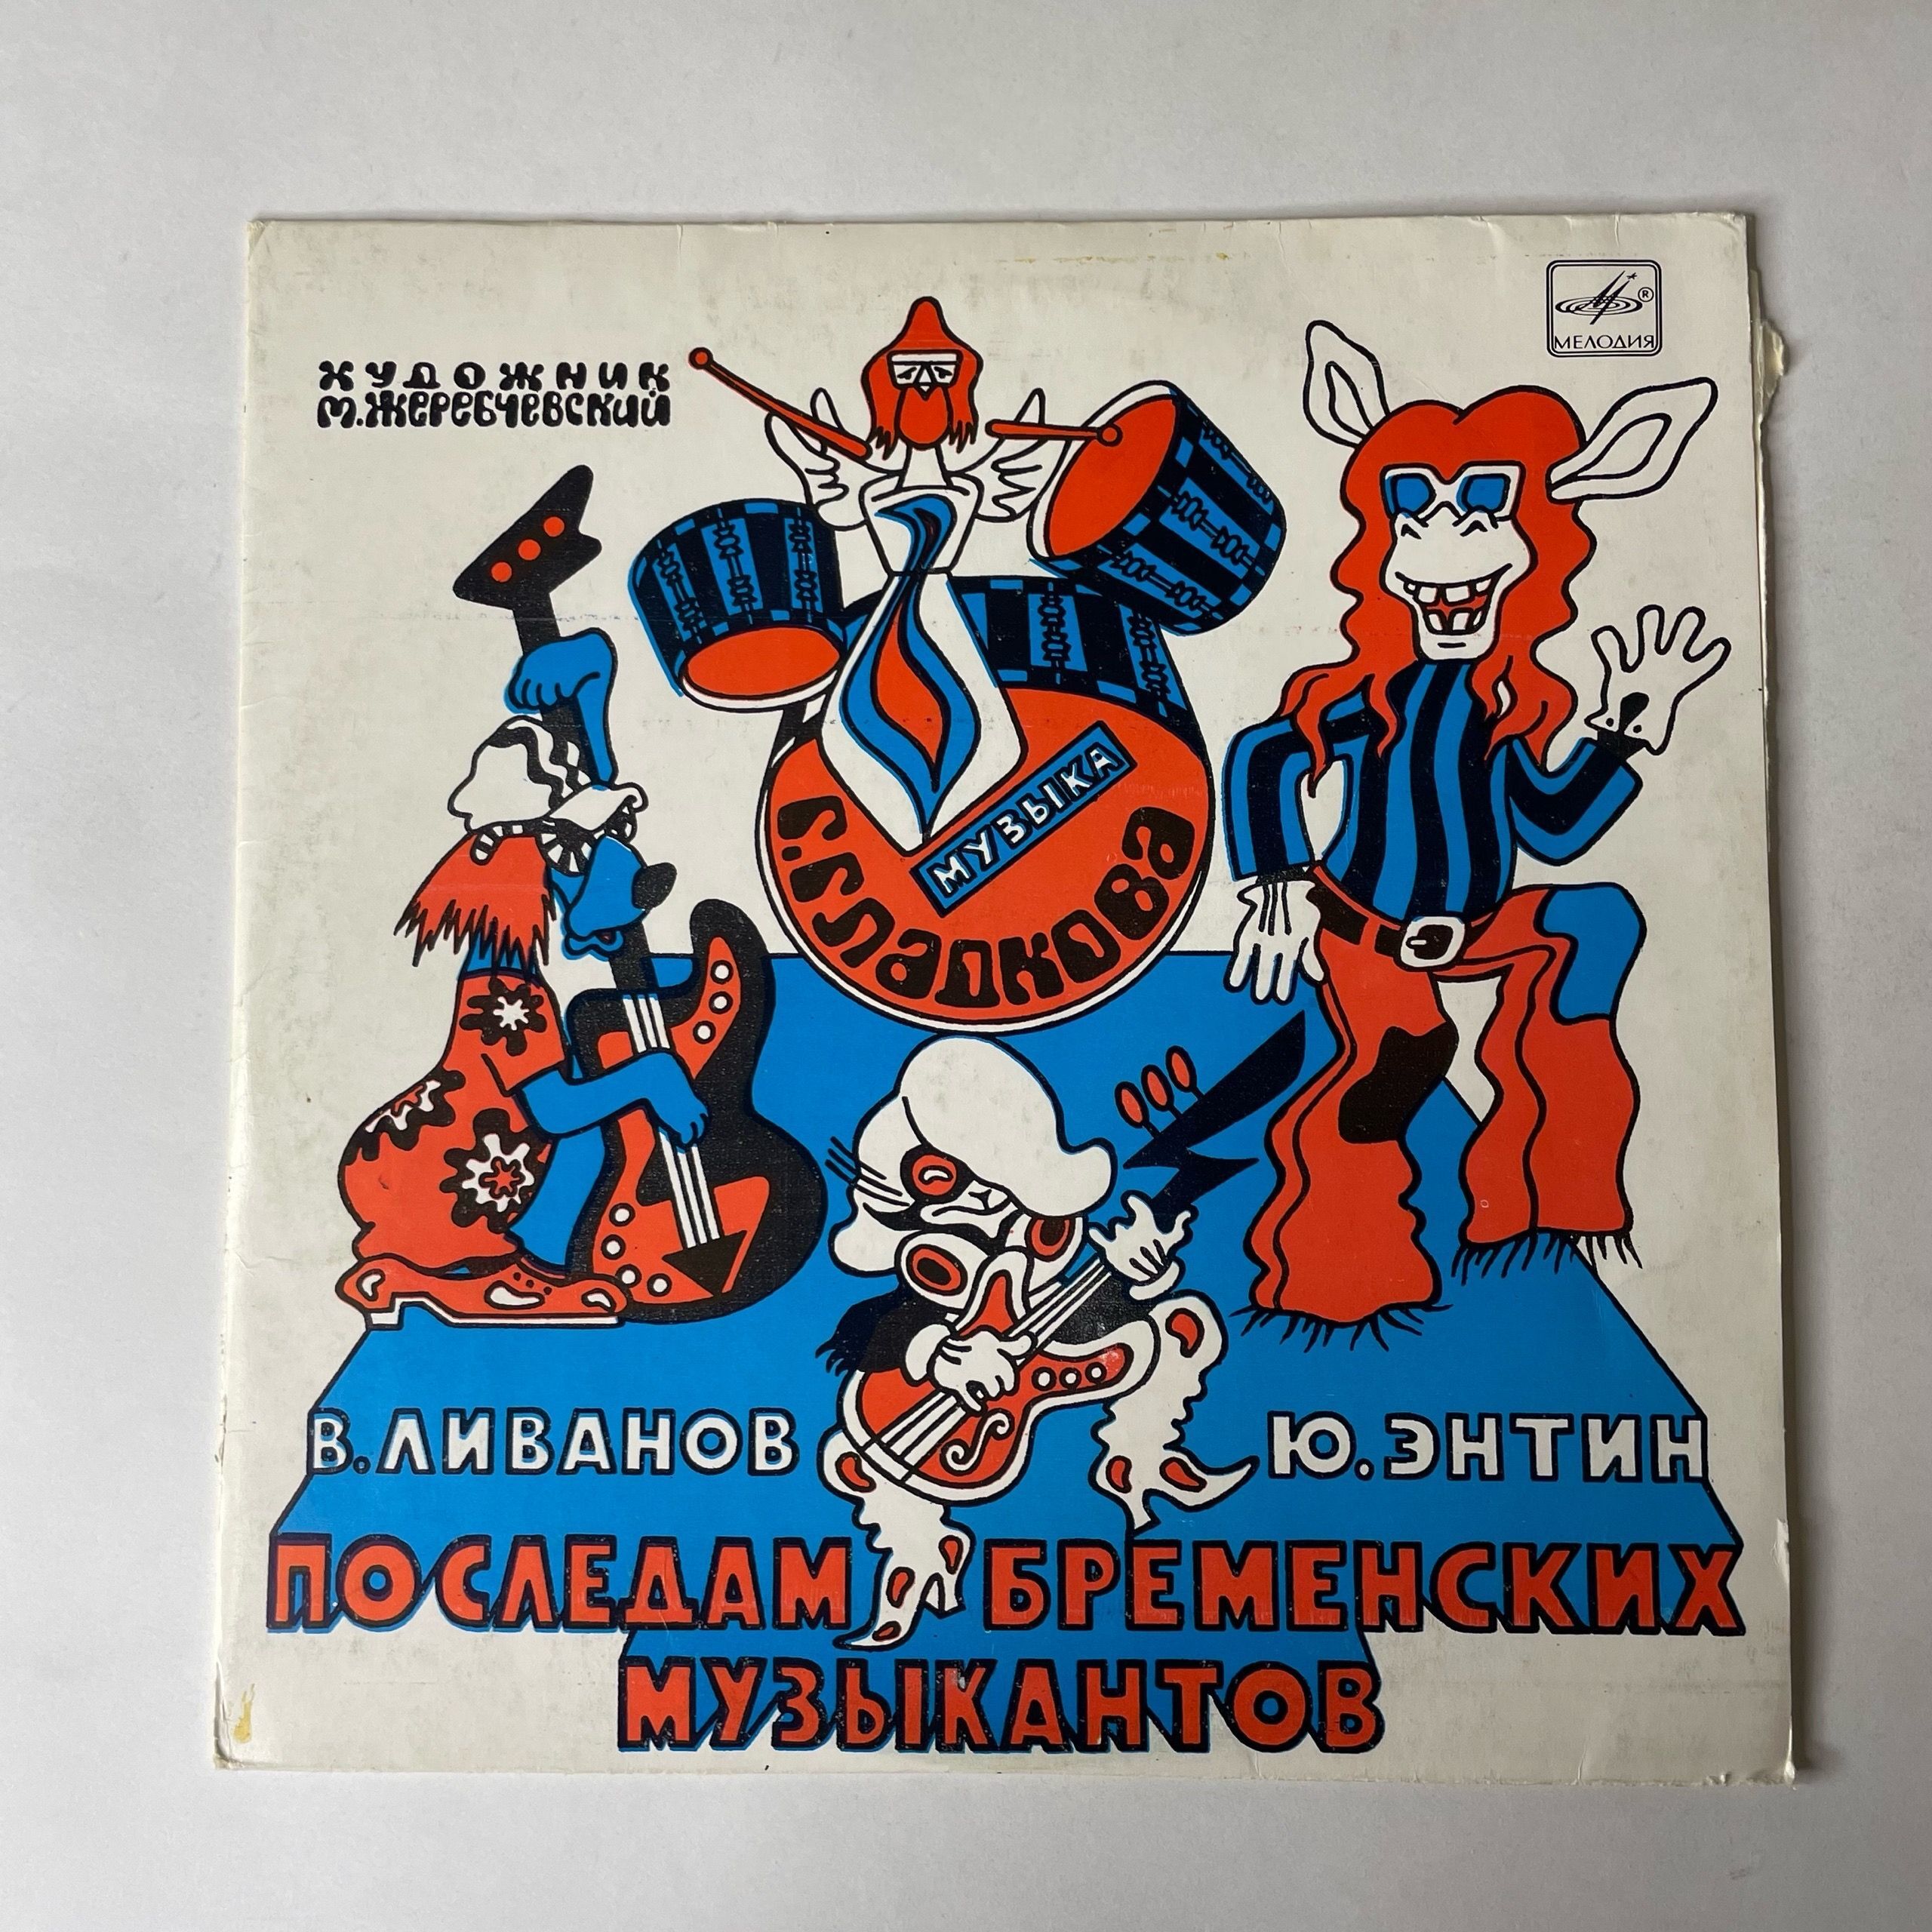 МЕЛОДИЯ
®
ХУДОЖНИК
М.ЖЕРЕБЧЕВСКИЙ
МУЗЫКА
Г.ГЛАДКОВА
В.ЛИВАНОВ
Ю.ЭНТИН
ПО СЛЕДАМ БРЕМЕНСКИХ
МУЗЫКАНТОВ